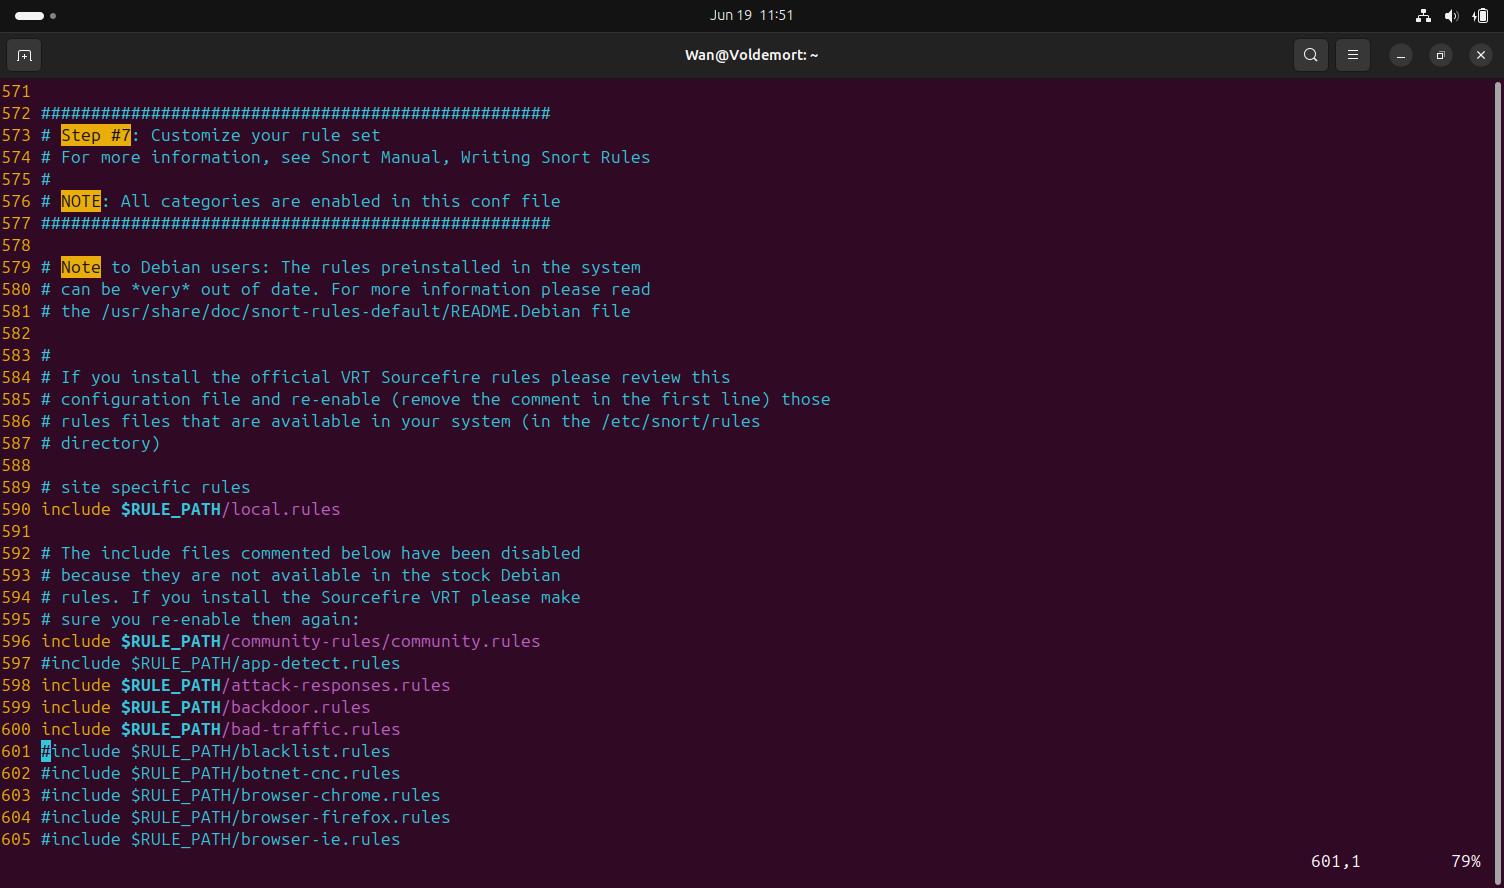 Jun 19 11:51
Wan@Voldemort: ~
571
572 ###################################################
573 # Step #7: Customize your rule set
574 # For more information, see Snort Manual, Writing Snort Rules
575 #
576 # NOTE: All categories are enabled in this conf file
577 ###################################################
578
579 # Note to Debian users: The rules preinstalled in the system
580 # can be *very* out of date. For more information please read
581 # the /usr/share/doc/snort-rules-default/README.Debian file
582
583 #
584 # If you install the official VRT Sourcefire rules please review this
585 # configuration file and re-enable (remove the comment in the first line) those
586 # rules files that are available in your system (in the /etc/snort/rules
587 # directory)
588
589 # site specific rules
590 include $RULE_PATH/local.rules
591
592 # The include files commented below have been disabled
593 # because they are not available in the stock Debian
594 # rules. If you install the Sourcefire VRT please make
595 # sure you re-enable them again:
596 include $RULE_PATH/community-rules/community.rules
597 #include $RULE_PATH/app-detect.rules
598 include $RULE_PATH/attack-responses.rules
599 include $RULE_PATH/backdoor.rules
600 include $RULE_PATH/bad-traffic.rules
601 #include $RULE_PATH/blacklist.rules
602 #include $RULE_PATH/botnet-cnc.rules
603 #include $RULE_PATH/browser-chrome.rules
604 #include $RULE_PATH/browser-firefox.rules
605 #include $RULE_PATH/browser-ie.rules
601,1 79%